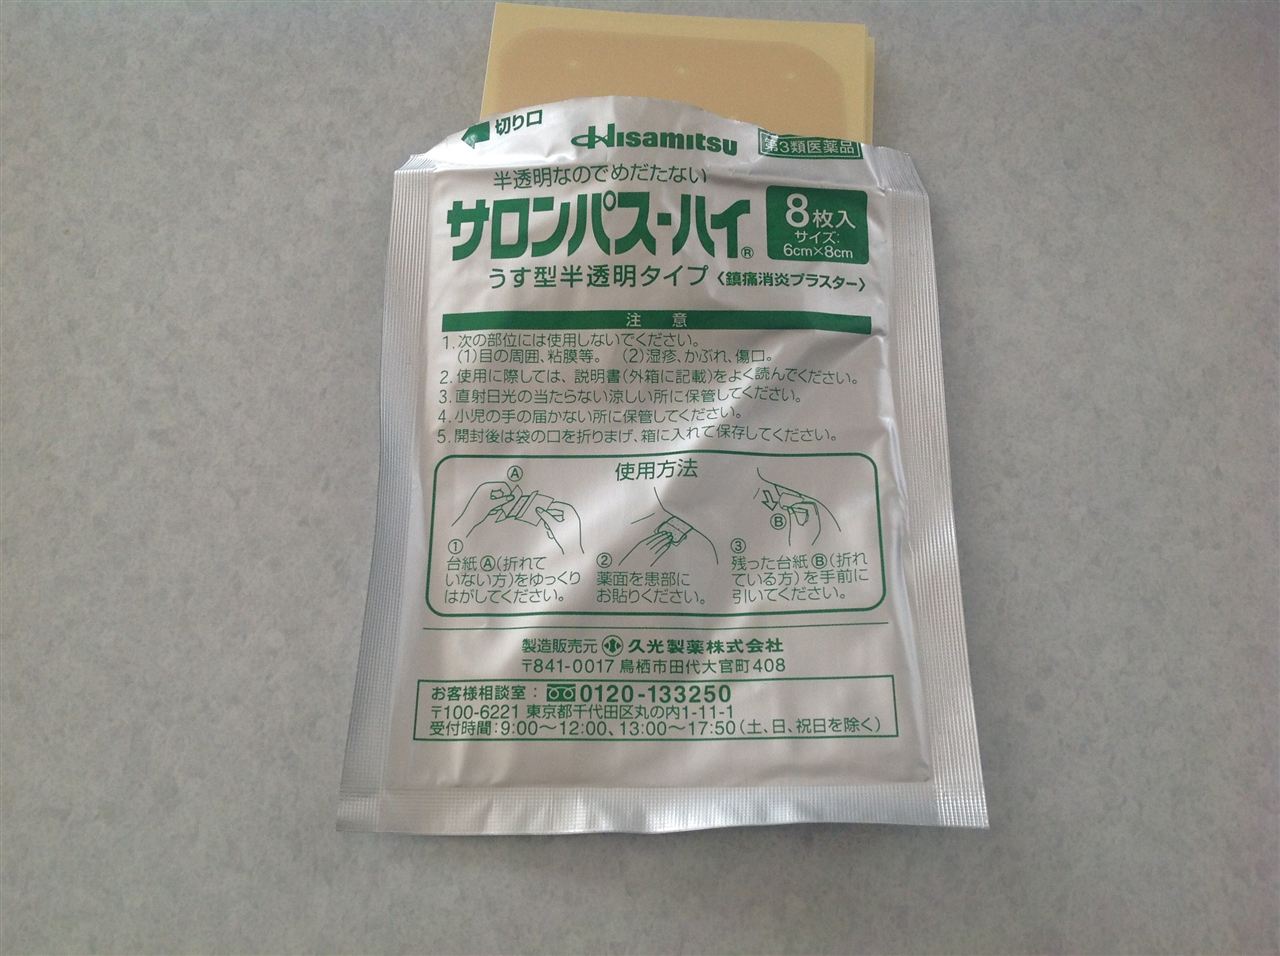 切り口
Hisamitsu
第3類医薬品
半透明なのでめだたない
サロンパス-ハイ®
8枚入
サイズ:
6cm×8cm
うす型半透明タイプ〈鎮痛消炎プラスター〉
注 意
1.次の部位には使用しないでください。
(1)目の周囲、粘膜等。 (2)湿疹、かぶれ、傷口。
2.使用に際しては、説明書(外箱に記載)をよく読んでください。
3.直射日光の当たらない涼しい所に保管してください。
4.小児の手の届かない所に保管してください。
5.開封後は袋の口を折りまげ、箱に入れて保存してください。
使用方法
Ⓐ
Ⓑ
①
台紙Ⓐ(折れて
いない方)をゆっくり
はがしてください。
②
薬面を患部に
お貼りください。
③
残った台紙Ⓑ(折れ
ている方)を手前に
引いてください。
製造販売元 久光製薬株式会社
〒841-0017 鳥栖市田代大官町408
お客様相談室: 0120-133250
〒100-6221 東京都千代田区丸の内1-11-1
受付時間:9:00~12:00、13:00~17:50(土、日、祝日を除く)